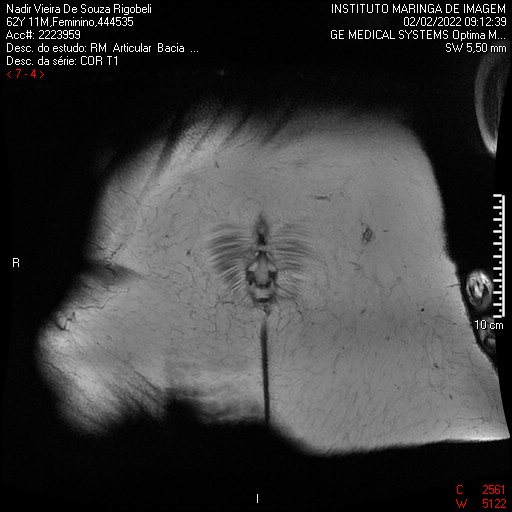 Nadir Vieira De Souza Rigobeli
62Y 11M,Feminino,444535
Acc#: 2223959
Desc. do estudo: RM Articular Bacia ...
Desc. da série: COR T1
< 7 - 4 >
INSTITUTO MARINGA DE IMAGEM
02/02/2022 09:12:39
GE MEDICAL SYSTEMS Optima M...
SW 5,50 mm
R
10 cm
I
C 2561
W 5122